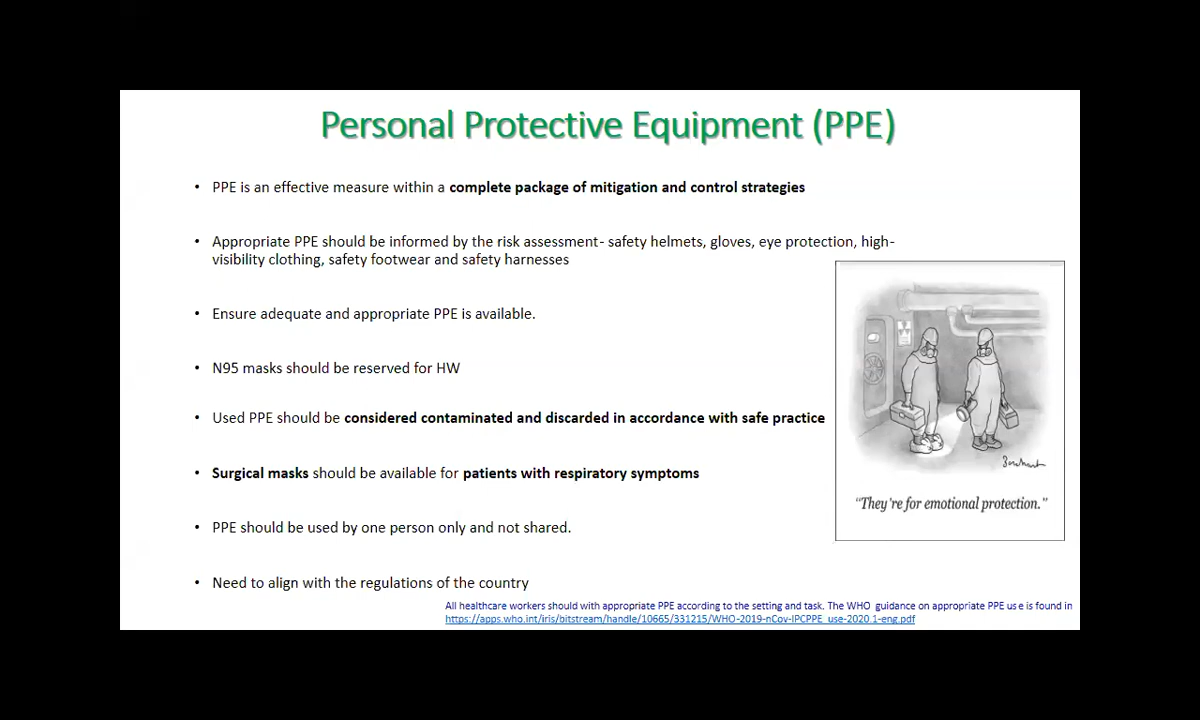 Personal Protective Equipment (PPE)
• PPE is an effective measure within a complete package of mitigation and control strategies
• Appropriate PPE should be informed by the risk assessment- safety helmets, gloves, eye protection, high-
visibility clothing, safety footwear and safety harnesses
• Ensure adequate and appropriate PPE is available.
• N95 masks should be reserved for HW
• Used PPE should be considered contaminated and discarded in accordance with safe practice
• Surgical masks should be available for patients with respiratory symptoms
• PPE should be used by one person only and not shared.
• Need to align with the regulations of the country
"They're for emotional protection."
All healthcare workers should with appropriate PPE according to the setting and task. The WHO guidance on appropriate PPE use is found in
https://apps.who.int/iris/bitstream/handle/10665/331215/WHO-2019-nCov-IPCPPE_use-2020.1-eng.pdf